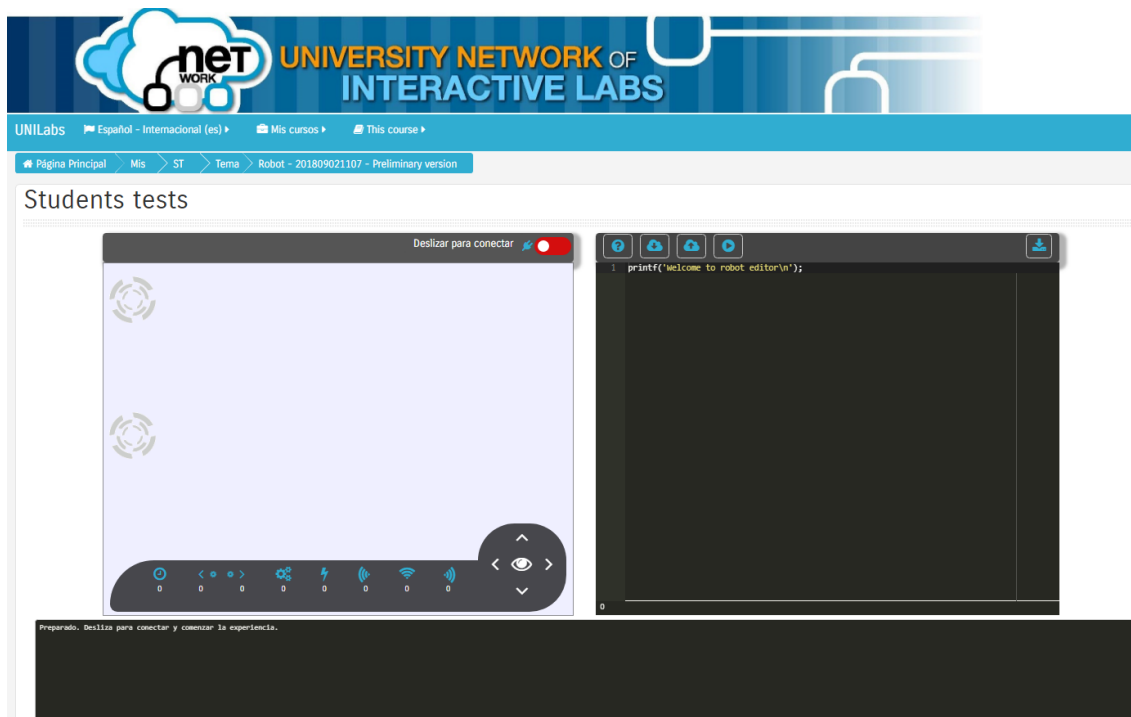 net
WORK
UNIVERSITY NETWORK OF
INTERACTIVE LABS
UNILabs Español - Internacional (es) Mis cursos This course
Página Principal Mis ST Tema Robot - 201809021107 - Preliminary version
Students tests
Deslizar para conectar
1 printf('Welcome to robot editor\n');
0 0 0 0 0 0 0 0
0
Preparado. Desliza para conectar y comenzar la experiencia.